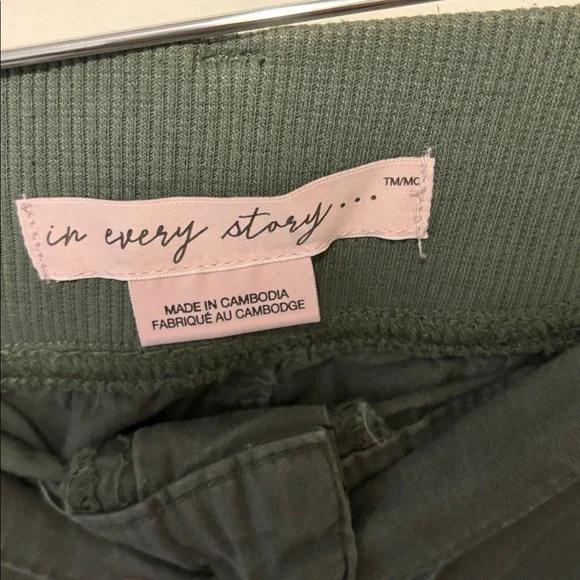 in every story... TM/MC
MADE IN CAMBODIA
FABRIQUÉ AU CAMBODGE